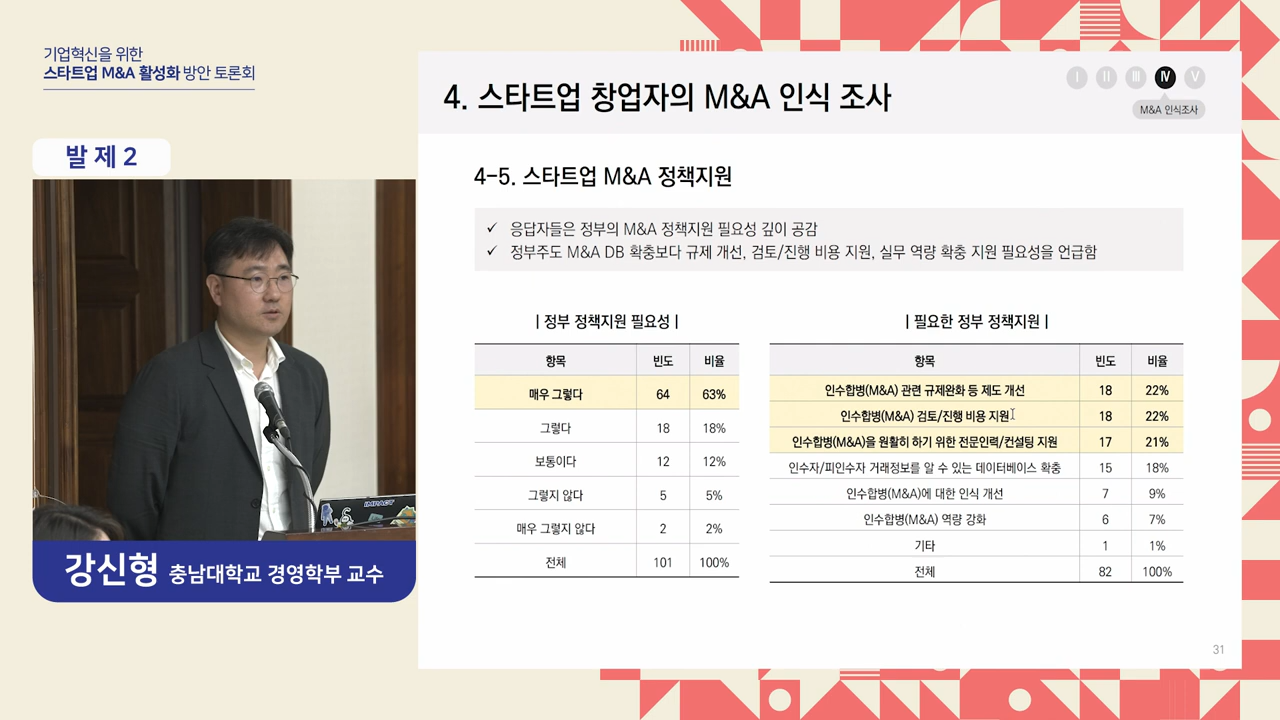 기업혁신을 위한
스타트업 M&A 활성화 방안 토론회
발 제 2
IMPACT
강신형 충남대학교 경영학부 교수
4. 스타트업 창업자의 M&A 인식 조사
I II III IV V
M&A 인식조사
4-5. 스타트업 M&A 정책지원
✓ 응답자들은 정부의 M&A 정책지원 필요성 깊이 공감
✓ 정부주도 M&A DB 확충보다 규제 개선, 검토/진행 비용 지원, 실무 역량 확충 지원 필요성을 언급함
| 정부 정책지원 필요성 |
항목 빈도 비율
매우 그렇다 64 63%
그렇다 18 18%
보통이다 12 12%
그렇지 않다 5 5%
매우 그렇지 않다 2 2%
전체 101 100%
| 필요한 정부 정책지원 |
항목 빈도 비율
인수합병(M&A) 관련 규제완화 등 제도 개선 18 22%
인수합병(M&A) 검토/진행 비용 지원 18 22%
인수합병(M&A)을 원활히 하기 위한 전문인력/컨설팅 지원 17 21%
인수자/피인수자 거래정보를 알 수 있는 데이터베이스 확충 15 18%
인수합병(M&A)에 대한 인식 개선 7 9%
인수합병(M&A) 역량 강화 6 7%
기타 1 1%
전체 82 100%
31